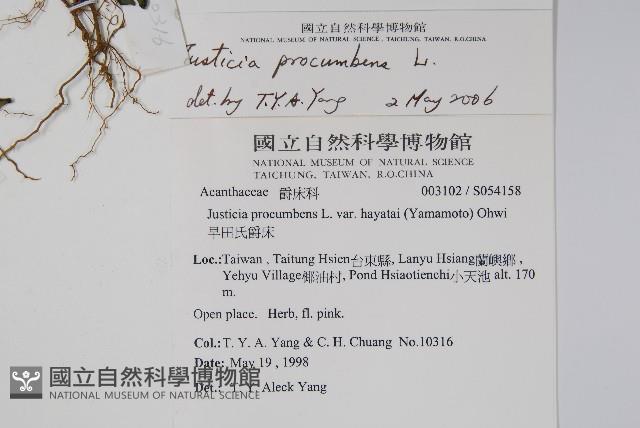 0316
國立自然科學博物館
NATIONAL MUSEUM OF NATURAL SCIENCE, TAICHUNG, TAIWAN, R.O.CHINA
Justicia procumbens L.
det. by T.Y.A. Yang 2 May 2006
國立自然科學博物館
NATIONAL MUSEUM OF NATURAL SCIENCE
TAICHUNG, TAIWAN, R.O.CHINA
Acanthaceae 爵床科 003102 / S054158
Justicia procumbens L. var. hayatai (Yamamoto) Ohwi
早田氏爵床
Loc.:Taiwan , Taitung Hsien台東縣, Lanyu Hsiang蘭嶼鄉 ,
Yehyu Village椰油村, Pond Hsiaotienchi小天池 alt. 170
m.
Open place. Herb, fl. pink.
Col.: T. Y. A. Yang & C. H. Chuang No.10316
Date: May 19 , 1998
Det.: T. Y. Aleck Yang
國立自然科學博物館
NATIONAL MUSEUM OF NATURAL SCIENCE